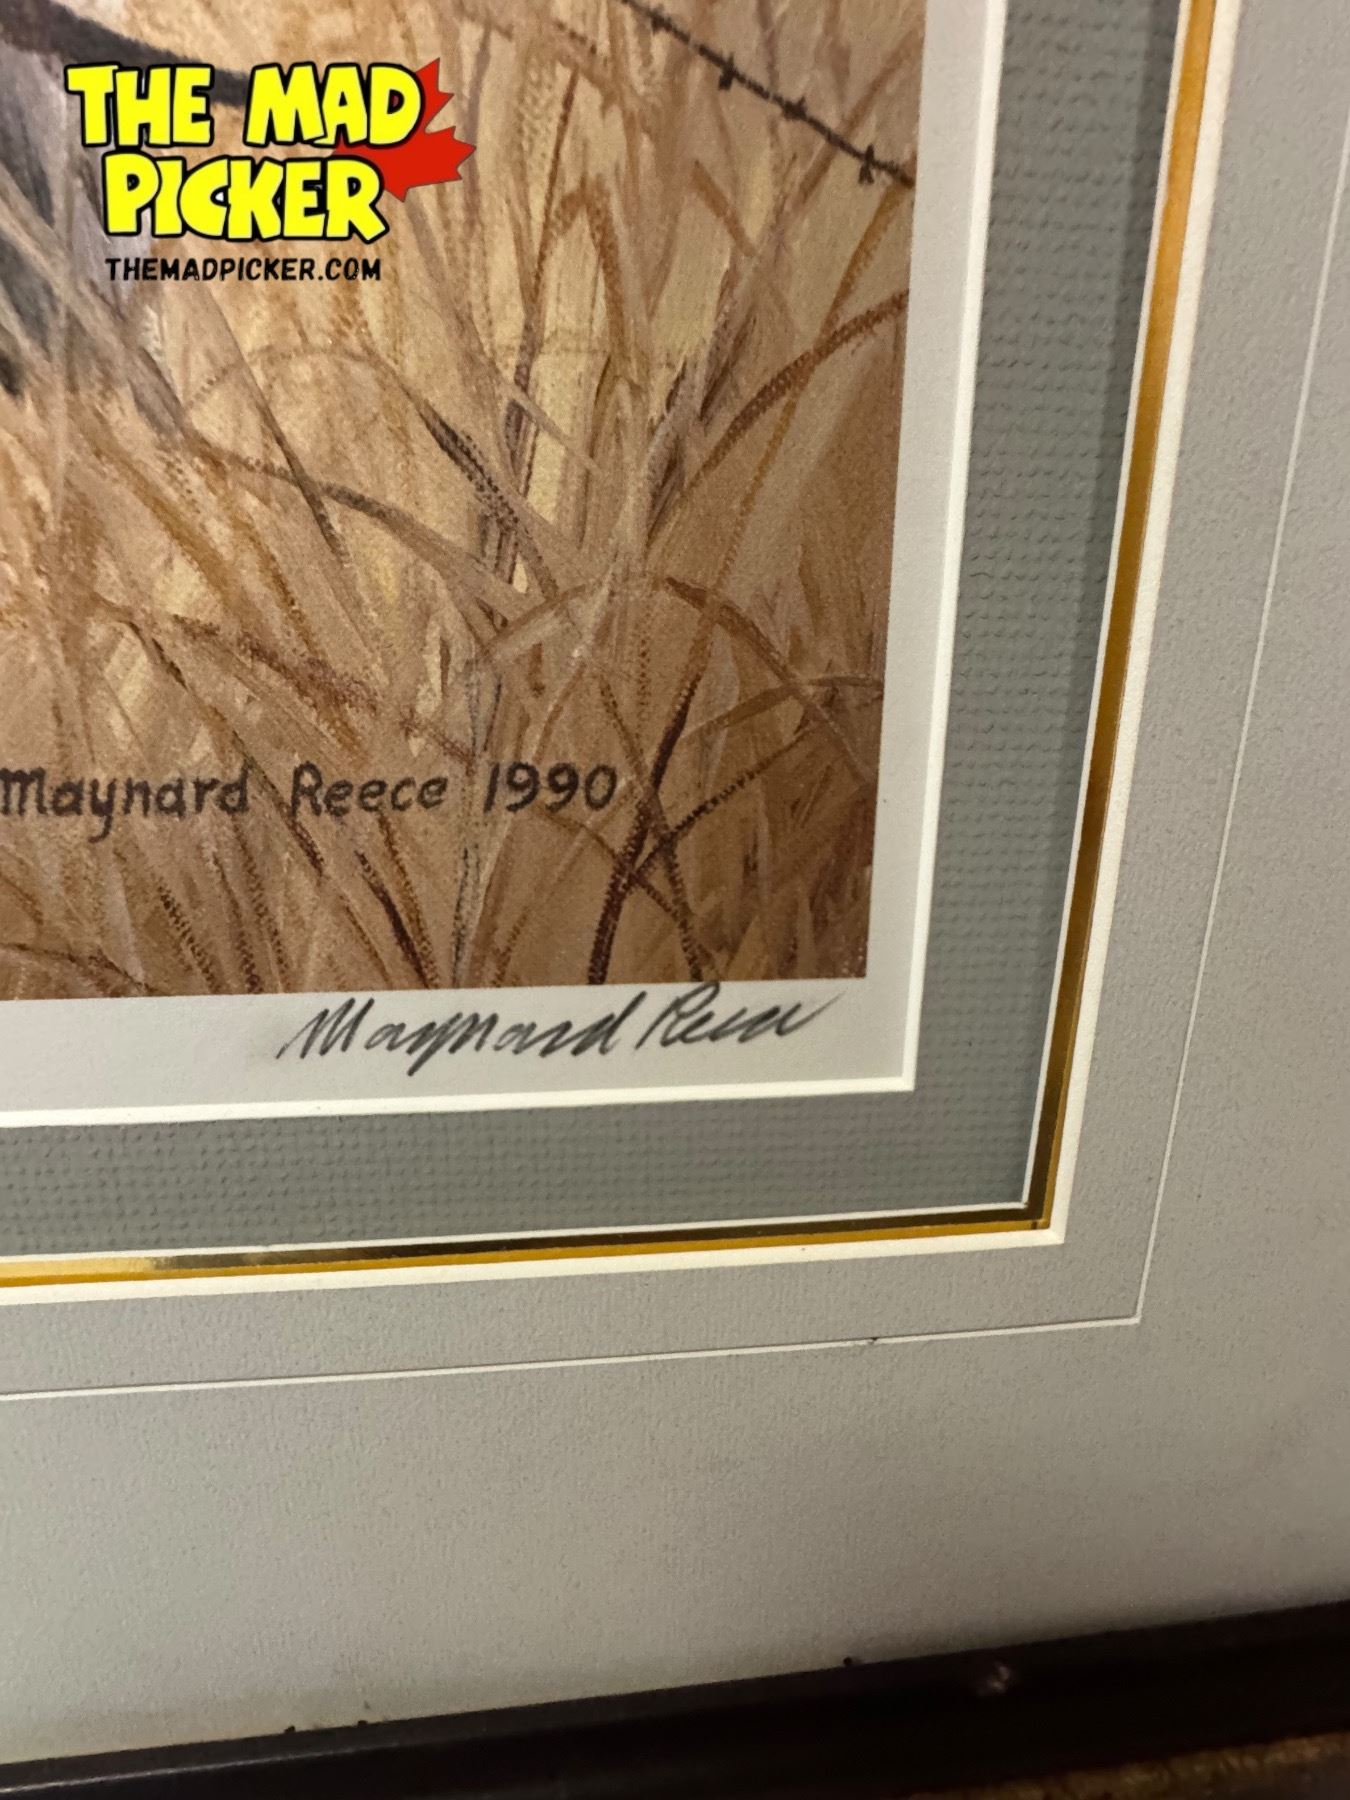 THE MAD
PICKER
THEMADPICKER.COM
Maynard Reece 1990
Maynard Reece